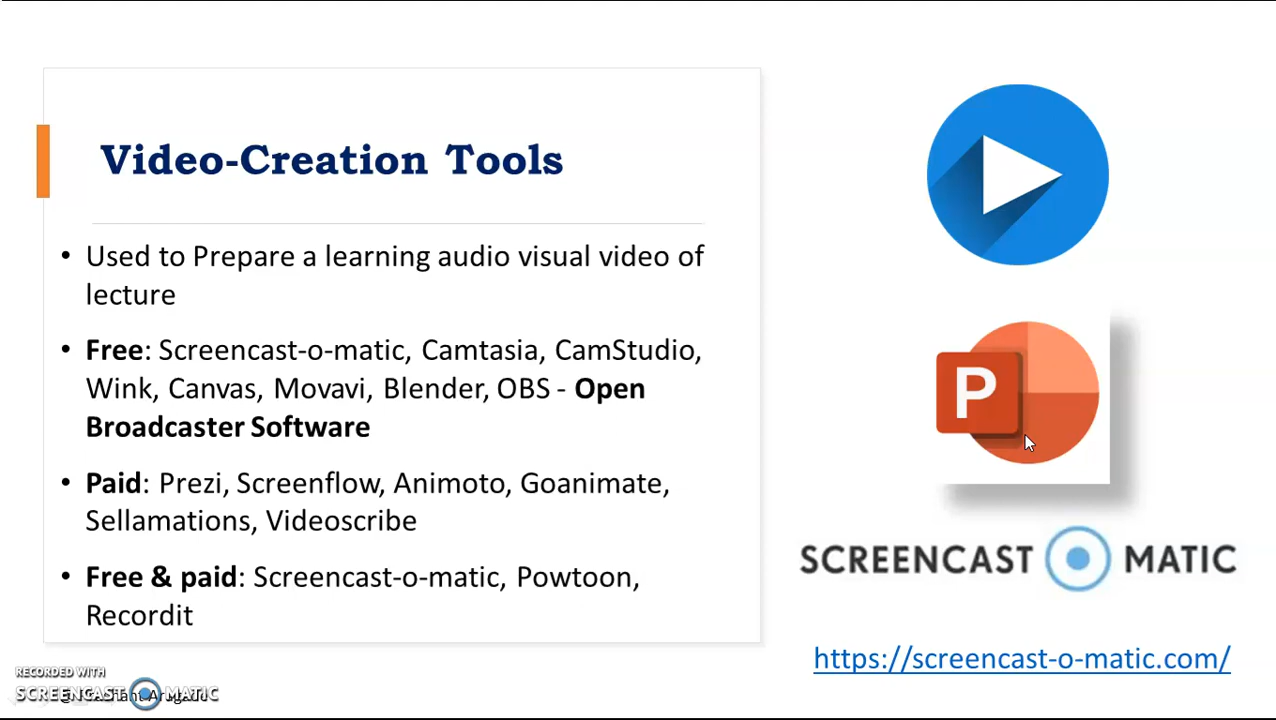 Video-Creation Tools
• Used to Prepare a learning audio visual video of
lecture
• Free: Screencast-o-matic, Camtasia, CamStudio,
Wink, Canvas, Movavi, Blender, OBS - Open
Broadcaster Software
• Paid: Prezi, Screenflow, Animoto, Goanimate,
Sellamations, Videoscribe
• Free & paid: Screencast-o-matic, Powtoon,
Recordit
P
SCREENCAST MATIC
https://screencast-o-matic.com/
RECORDED WITH
SCREENCAST MATIC